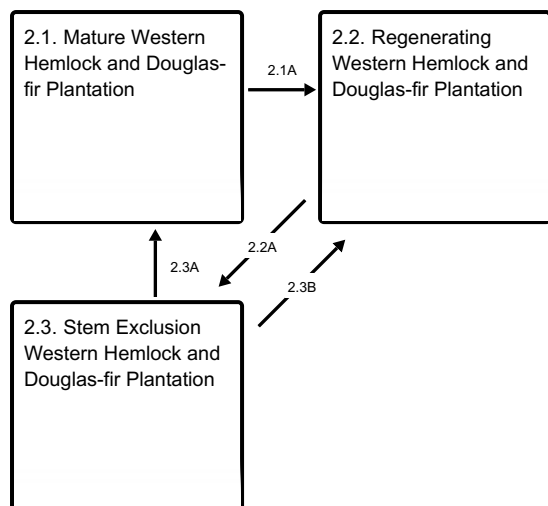 2.1. Mature Western
Hemlock and Douglas-
fir Plantation
2.1A
2.2. Regenerating
Western Hemlock and
Douglas-fir Plantation
2.2A
2.3A
2.3B
2.3. Stem Exclusion
Western Hemlock and
Douglas-fir Plantation